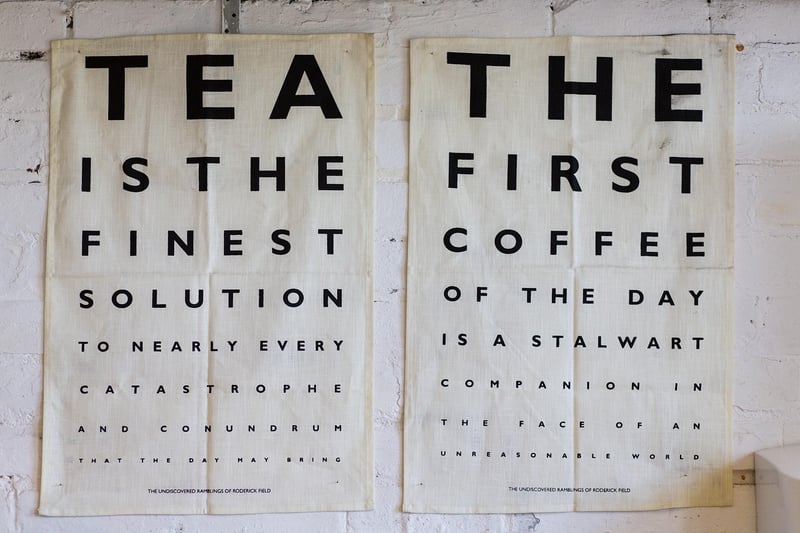 TEA
IS THE
FINEST
SOLUTION
TO NEARLY EVERY
CATASTROPHE
AND CONUNDRUM
THAT THE DAY MAY BRING
THE UNDISCOVERED RAMBLINGS OF RODERICK FIELD
THE
FIRST
COFFEE
OF THE DAY
IS A STALWART
COMPANION IN
THE FACE OF AN
UNREASONABLE WORLD
THE UNDISCOVERED RAMBLINGS OF RODERICK FIELD